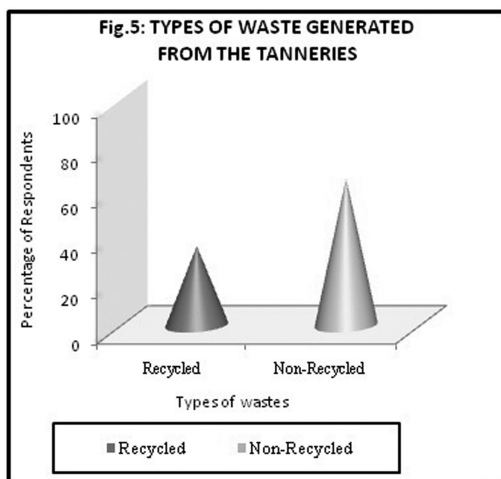 Fig.5: TYPES OF WASTE GENERATED
FROM THE TANNERIES
Percentage of Respondents
100
80
60
40
20
0
Recycled Non-Recycled
Types of wastes
Recycled Non-Recycled